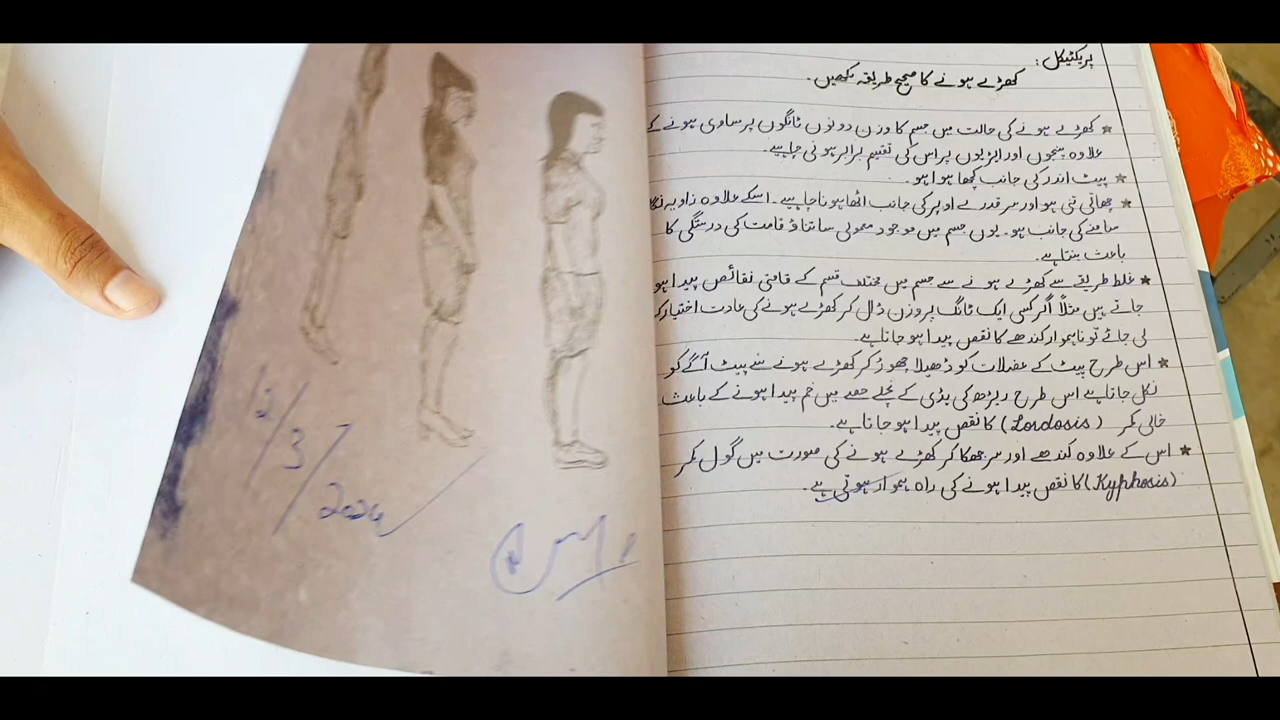 پریکٹیکل:
کھڑے ہونے کا صحیح طریقہ لکھیں۔
★ کھڑے ہونے کی حالت میں جسم کا وزن دونوں ٹانگوں پر مساوی ہونے کے
علاوہ پنجوں اور ایڑیوں پر اس کی تقسیم برابر ہونی چاہیے۔
★ پیٹ اندر کی جانب کھچا ہوا ہو۔
★ چھاتی تنی ہو اور سر قدرے اوپر کی جانب اٹھا ہونا چاہیے۔ اسکے علاوہ زاویہ
سامنے کی جانب ہو۔ یوں جسم میں موجود معمولی سا تناؤ قامت کی درستگی کا
باعث بنتا ہے۔
★ غلط طریقے سے کھڑے ہونے سے جسم میں مختلف قسم کے قامتی نقائص پیدا ہو
جاتے ہیں مثلاً اگر کسی ایک ٹانگ پر وزن ڈال کر کھڑے ہونے کی عادت اختیار کر
لی جائے تو ناہموار کندھے کا نقص پیدا ہو جاتا ہے۔
★ اس طرح پیٹ کے عضلات کو ڈھیلا چھوڑ کر کھڑے ہونے سے پیٹ آگے کو
نکل جاتا ہے اس طرح ریڑھ کی ہڈی کے نچلے حصے میں خم پیدا ہونے کے باعث
خالی کمر (Lordosis) کا نقص پیدا ہو جاتا ہے۔
★ اس کے علاوہ کندھے اور سر جھکا کر کھڑے ہونے کی صورت میں گول کمر
(Kyphosis) کا نقص پیدا ہونے کی راہ ہموار ہوتی ہے۔
12/3/2024